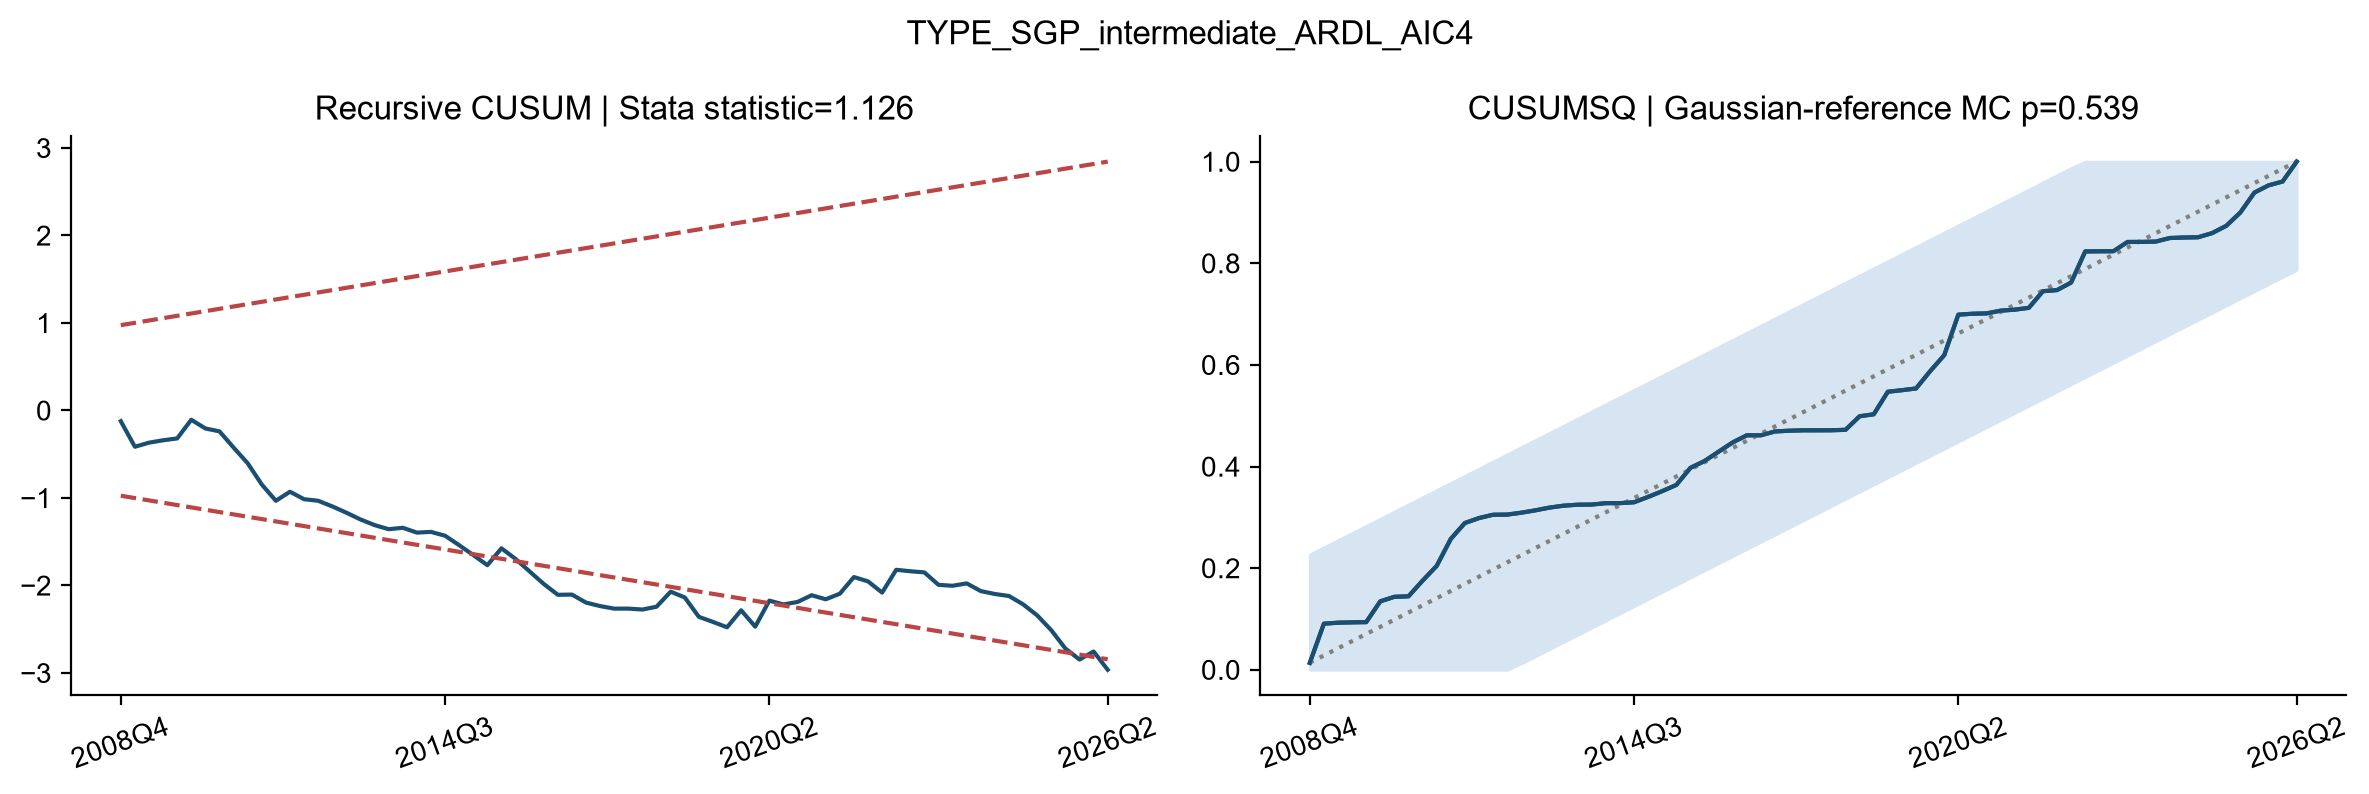 TYPE_SGP_intermediate_ARDL_AIC4
Recursive CUSUM | Stata statistic=1.126
3
2
1
0
−1
−2
−3
2008Q4
2014Q3
2020Q2
2026Q2
CUSUMSQ | Gaussian-reference MC p=0.539
1.0
0.8
0.6
0.4
0.2
0.0
2008Q4
2014Q3
2020Q2
2026Q2